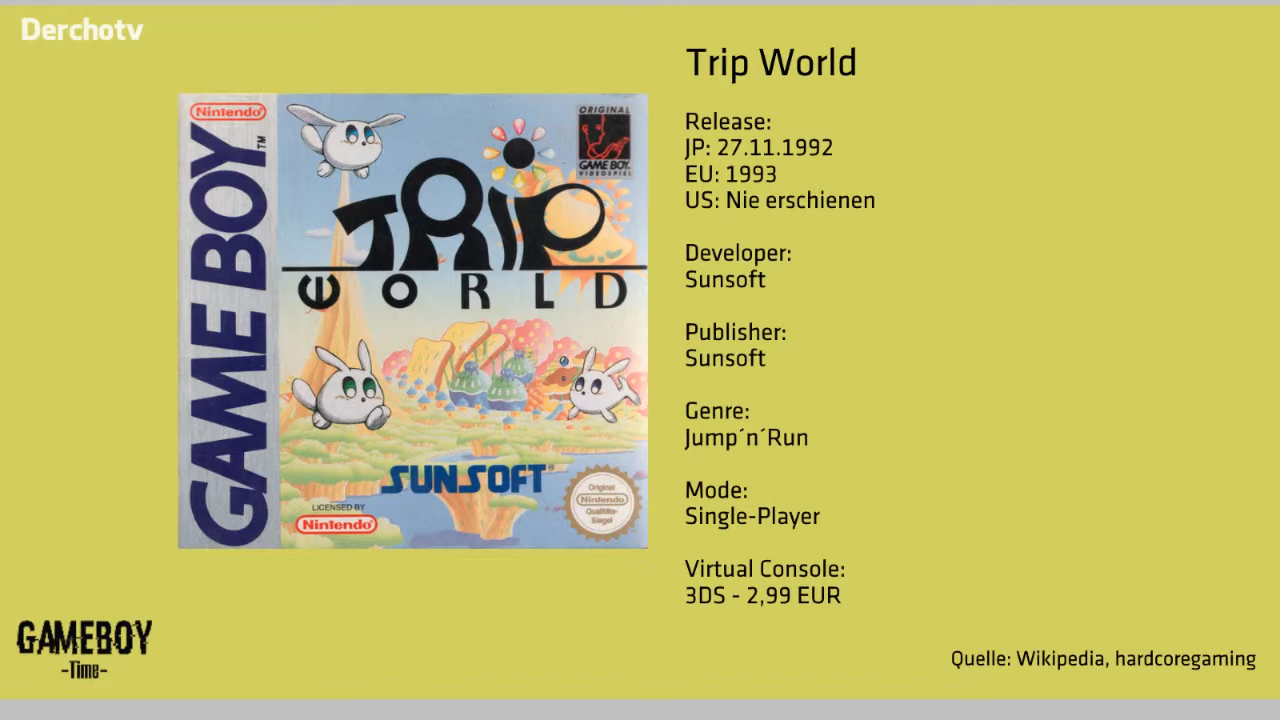 Derchotv
Trip World
Release:
JP: 27.11.1992
EU: 1993
US: Nie erschienen
Developer:
Sunsoft
Publisher:
Sunsoft
Genre:
Jump´n´Run
Mode:
Single-Player
Virtual Console:
3DS - 2,99 EUR
Quelle: Wikipedia, hardcoregaming
Nintendo
GAME BOY
TM
ORIGINAL
GAME BOY
VIDEOSPIEL
TRIP
WORLD
SUNSOFT®
LICENSED BY
Nintendo
Original
Nintendo
Qualitäts-
Siegel
GAMEBOY
-Time-